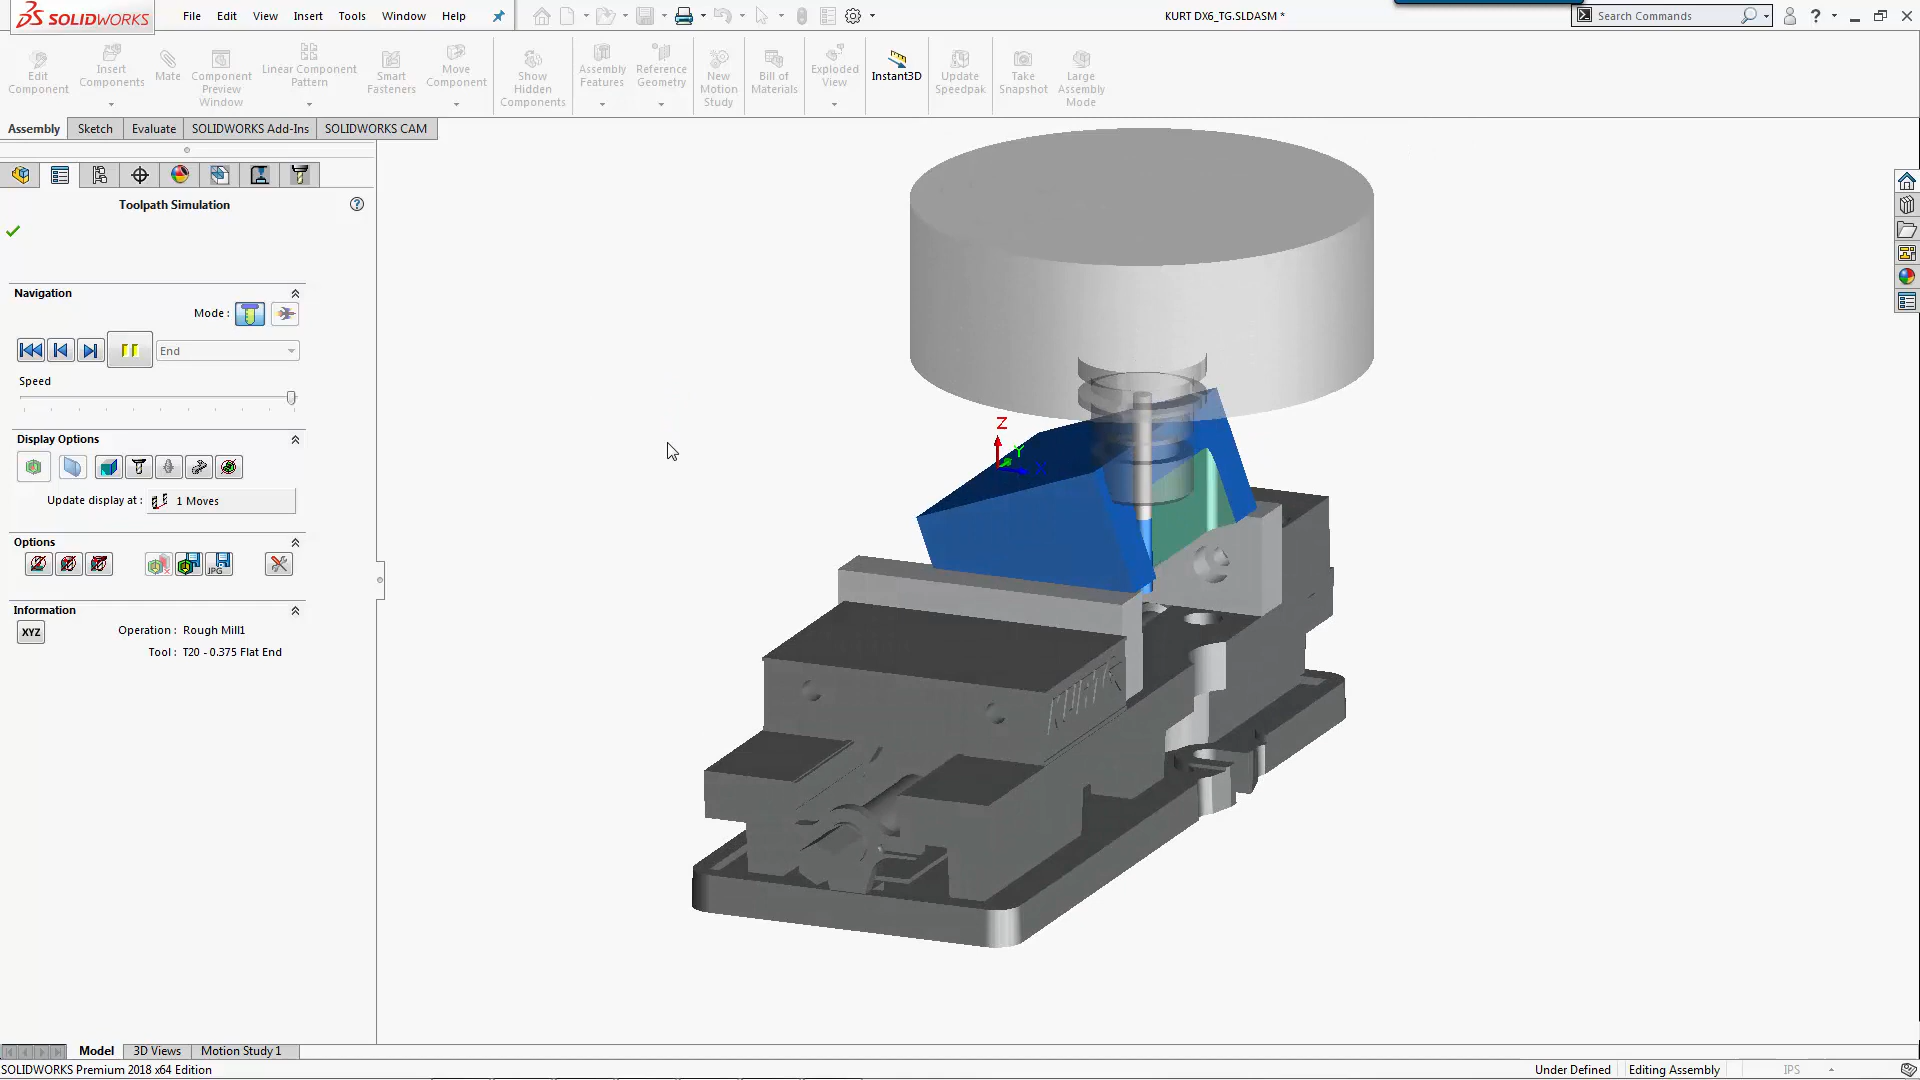 SOLIDWORKS
File Edit View Insert Tools Window Help
KURT DX6_TG.SLDASM *
Search Commands
?
Edit Component
Insert Components
Mate
Component Preview Window
Linear Component Pattern
Smart Fasteners
Move Component
Show Hidden Components
Assembly Features
Reference Geometry
New Motion Study
Bill of Materials
Exploded View
Instant3D
Update Speedpak
Take Snapshot
Large Assembly Mode
Assembly Sketch Evaluate SOLIDWORKS Add-Ins SOLIDWORKS CAM
Toolpath Simulation
?
Navigation
Mode :
End
Speed
Display Options
Update display at : 1 Moves
Options
JPG
Information
XYZ
Operation : Rough Mill1
Tool : T20 - 0.375 Flat End
Z
Y
X
KURT
Model 3D Views Motion Study 1
SOLIDWORKS Premium 2018 x64 Edition
Under Defined Editing Assembly IPS